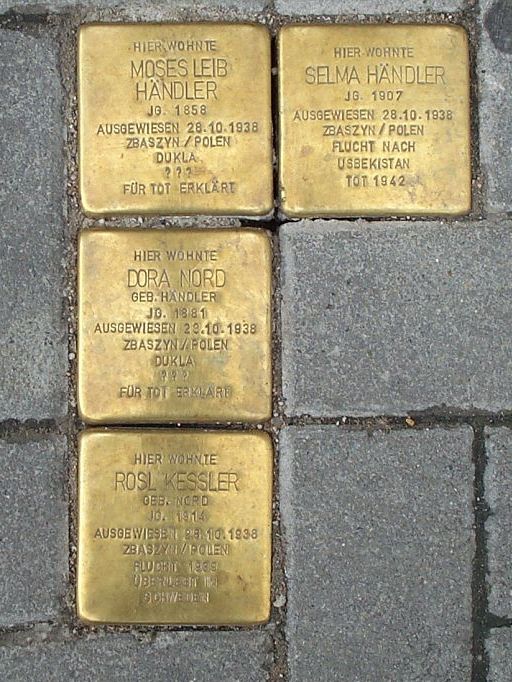 HIER WOHNTE
MOSES LEIB
HÄNDLER
JG. 1858
AUSGEWIESEN 28.10.1938
ZBASZYN/POLEN
DUKLA
???
FÜR TOT ERKLÄRT
HIER WOHNTE
SELMA HÄNDLER
JG. 1907
AUSGEWIESEN 28.10.1938
ZBASZYN/POLEN
FLUCHT NACH
USBEKISTAN
TOT 1942
HIER WOHNTE
DORA NORD
GEB. HÄNDLER
JG. 1881
AUSGEWIESEN 28.10.1938
ZBASZYN/POLEN
DUKLA
???
FÜR TOT ERKLÄRT
HIER WOHNTE
ROSL KESSLER
GEB. NORD
JG. 1914
AUSGEWIESEN 28.10.1938
ZBASZYN/POLEN
FLUCHT 1939
ÜBERLEBT IN
SCHWEDEN